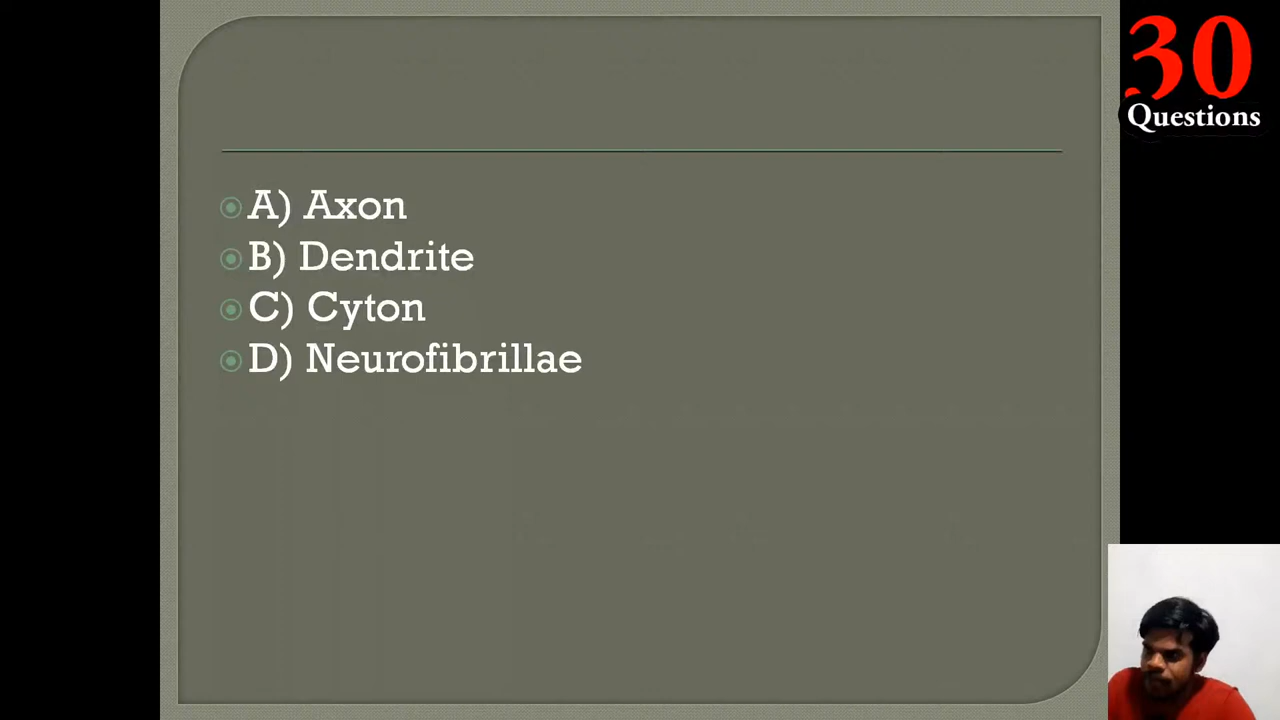 30
Questions
A) Axon
B) Dendrite
C) Cyton
D) Neurofibrillae